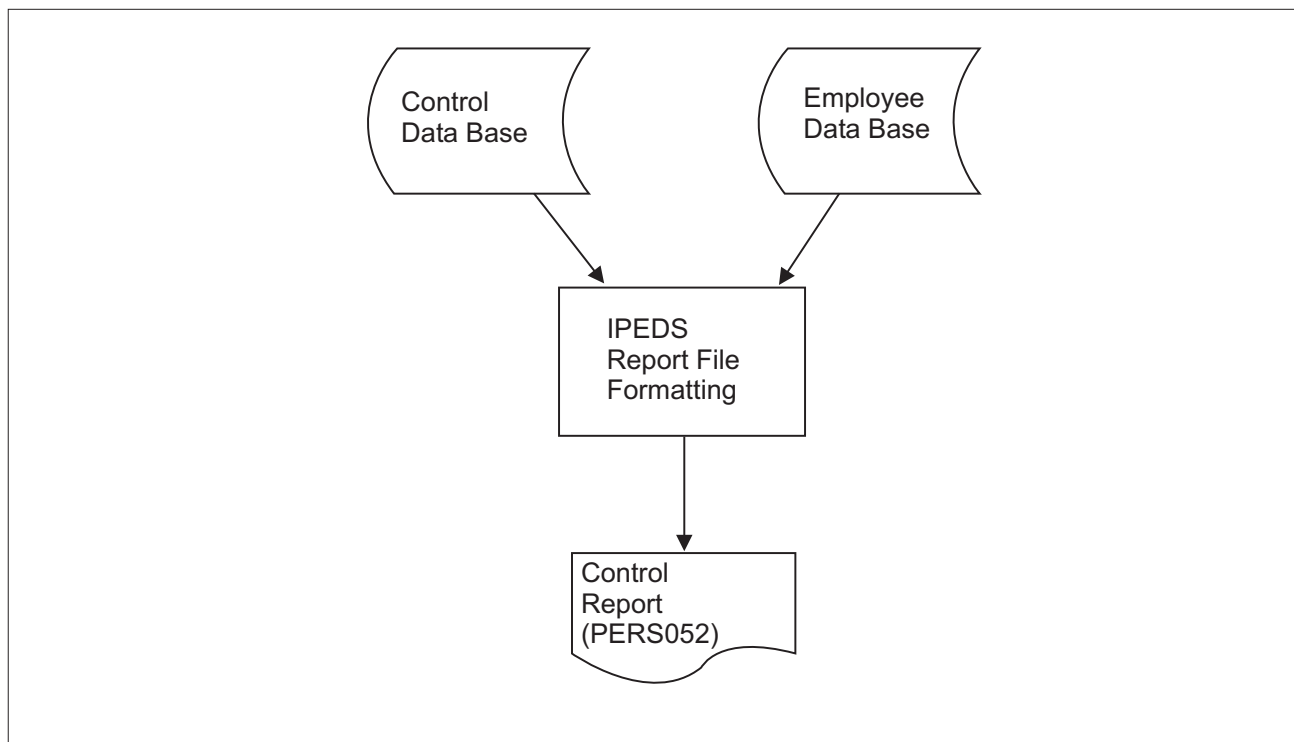 Control
Data Base
Employee
Data Base
IPEDS
Report File
Formatting
Control
Report
(PERS052)